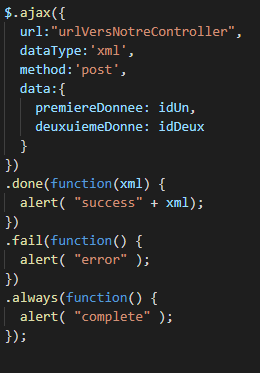 $.ajax({
url:"urlVersNotreController",
dataType:'xml',
method:'post',
data:{
premiereDonnee: idUn,
deuxuiemeDonne: idDeux
}
})
.done(function(xml) {
alert( "success" + xml);
})
.fail(function() {
alert( "error" );
})
.always(function() {
alert( "complete" );
});